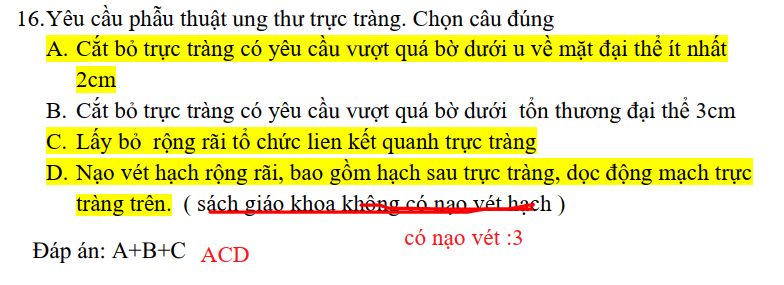 16.Yêu cầu phẫu thuật ung thư trực tràng. Chọn câu đúng
A. Cắt bỏ trực tràng có yêu cầu vượt quá bờ dưới u về mặt đại thể ít nhất
2cm
B. Cắt bỏ trực tràng có yêu cầu vượt quá bờ dưới tổn thương đại thể 3cm
C. Lấy bỏ rộng rãi tổ chức lien kết quanh trực tràng
D. Nạo vét hạch rộng rãi, bao gồm hạch sau trực tràng, dọc động mạch trực
tràng trên. ( sách giáo khoa không có nạo vét hạch )
có nạo vét :3
Đáp án: A+B+C ACD